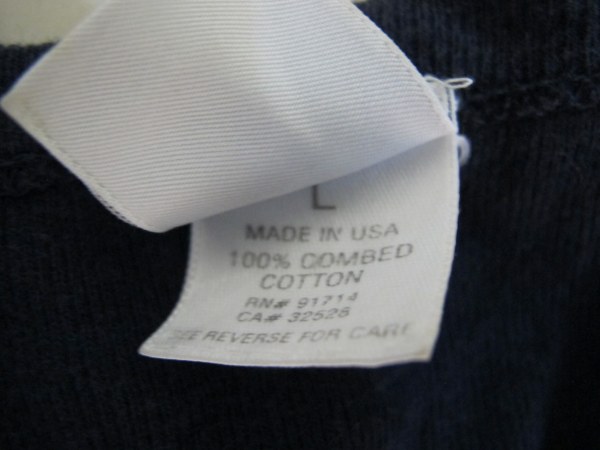 L
MADE IN USA
100% COMBED
COTTON
RN# 91714
CA# 32528
SEE REVERSE FOR CARE